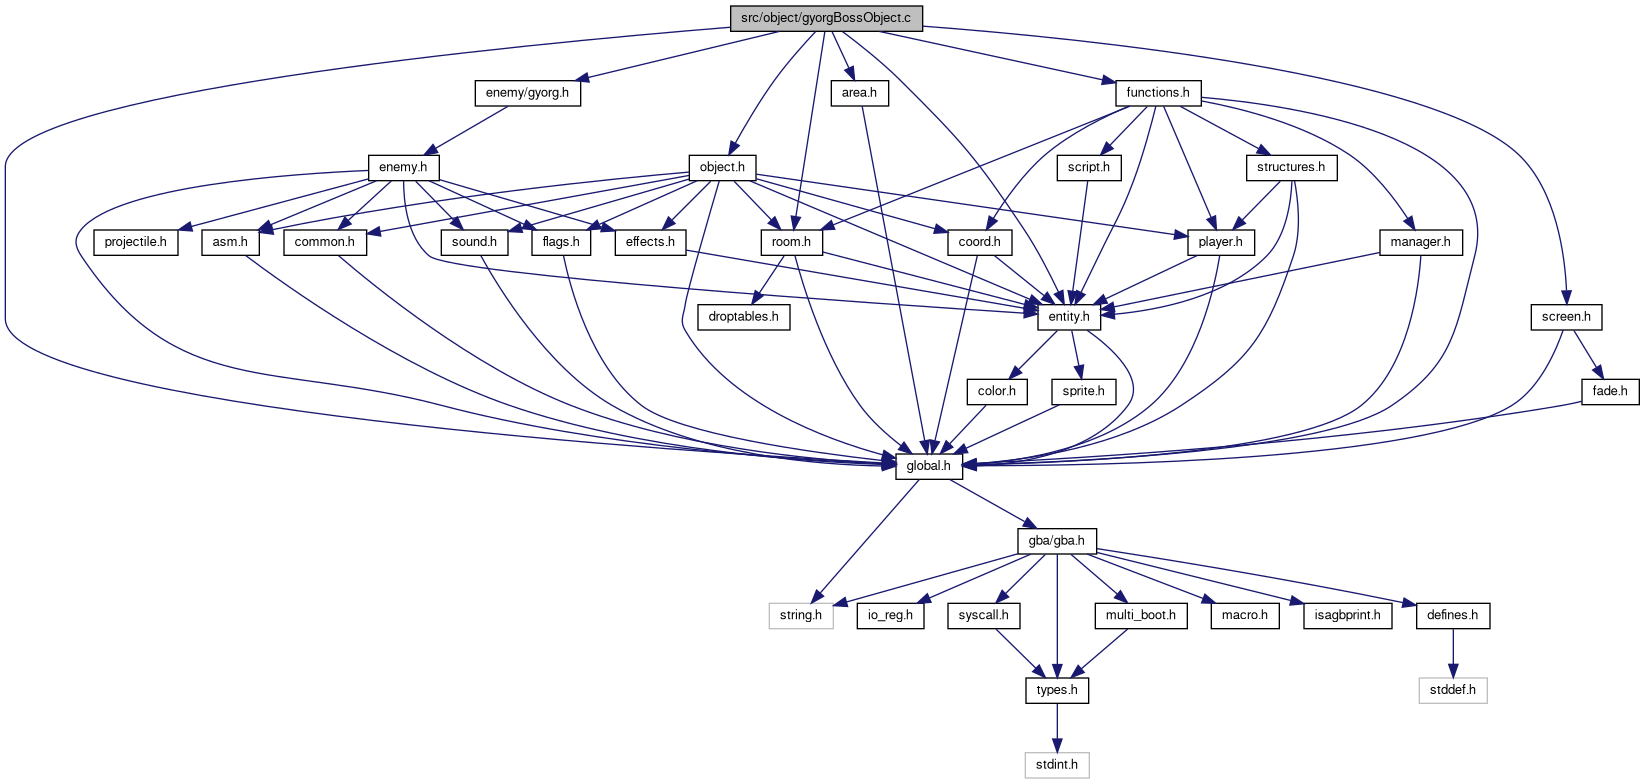 src/object/gyorgBossObject.c
enemy/gyorg.h
area.h
functions.h
enemy.h
object.h
script.h
structures.h
projectile.h
asm.h
common.h
sound.h
flags.h
effects.h
room.h
coord.h
player.h
manager.h
droptables.h
entity.h
screen.h
color.h
sprite.h
fade.h
global.h
gba/gba.h
string.h
io_reg.h
syscall.h
multi_boot.h
macro.h
isagbprint.h
defines.h
types.h
stddef.h
stdint.h